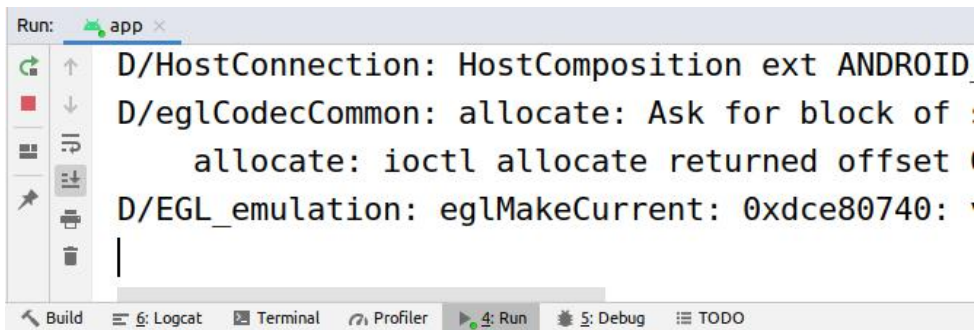 Run: app
D/HostConnection: HostComposition ext ANDROID_
D/eglCodecCommon: allocate: Ask for block of
allocate: ioctl allocate returned offset
D/EGL_emulation: eglMakeCurrent: 0xdce80740:
Build 6: Logcat Terminal Profiler 4: Run 5: Debug TODO